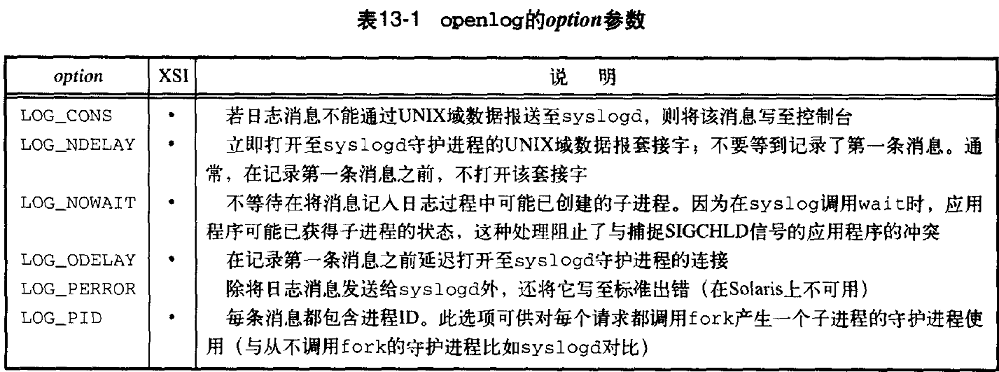 表13-1 openlog的option参数
option XSI 说 明
LOG_CONS • 若日志消息不能通过UNIX域数据报送至syslogd，则将该消息写至控制台
LOG_NDELAY • 立即打开至syslogd守护进程的UNIX域数据报套接字；不要等到记录了第一条消息。通
常，在记录第一条消息之前，不打开该套接字
LOG_NOWAIT • 不等待在将消息记入日志过程中可能已创建的子进程。因为在syslog调用wait时，应用
程序可能已获得子进程的状态，这种处理阻止了与捕捉SIGCHLD信号的应用程序的冲突
LOG_ODELAY • 在记录第一条消息之前延迟打开至syslogd守护进程的连接
LOG_PERROR 除将日志消息发送给syslogd外，还将它写至标准出错（在Solaris上不可用）
LOG_PID • 每条消息都包含进程ID。此选项可供对每个请求都调用fork产生一个子进程的守护进程使
用（与从不调用fork的守护进程比如syslogd对比）